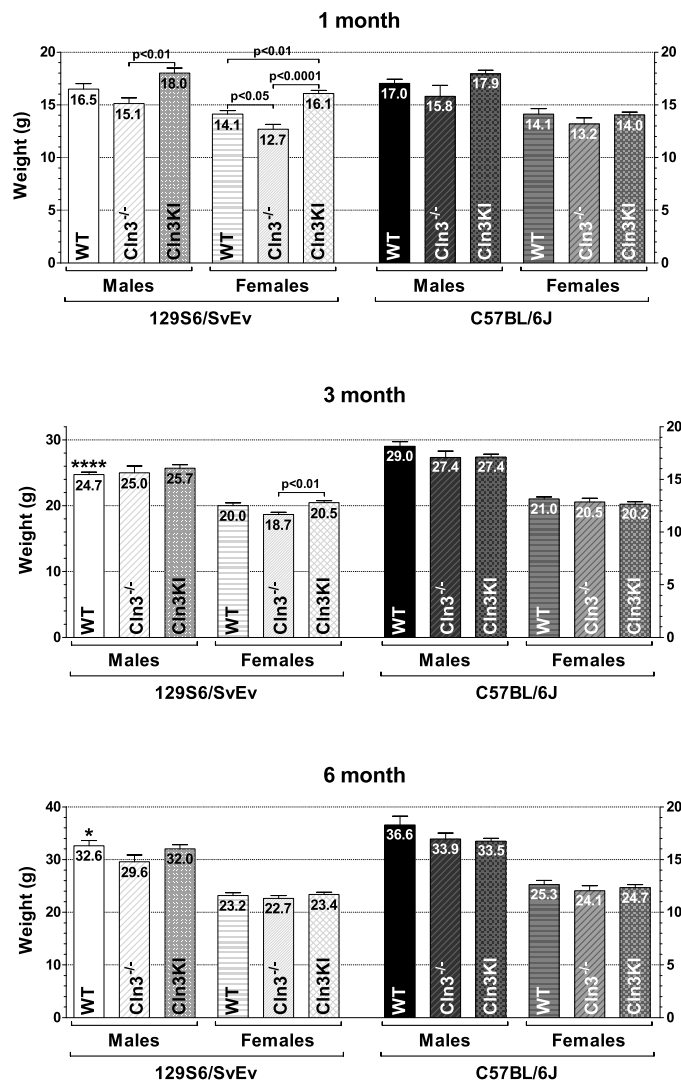 1 month
p<0.01
p<0.01
p<0.0001
p<0.05
Weight (g)
20
15
10
5
0
16.5
15.1
18.0
14.1
12.7
16.1
17.0
15.8
17.9
14.1
13.2
14.0
20
15
10
5
0
WT
Cln3-/-
Cln3KI
WT
Cln3-/-
Cln3KI
WT
Cln3-/-
Cln3KI
WT
Cln3-/-
Cln3KI
Males
Females
Males
Females
129S6/SvEv
C57BL/6J
3 month
Weight (g)
30
20
10
0
****
p<0.01
24.7
25.0
25.7
20.0
18.7
20.5
29.0
27.4
27.4
21.0
20.5
20.2
20
15
10
5
0
WT
Cln3-/-
Cln3KI
WT
Cln3-/-
Cln3KI
WT
Cln3-/-
Cln3KI
WT
Cln3-/-
Cln3KI
Males
Females
Males
Females
129S6/SvEv
C57BL/6J
6 month
Weight (g)
40
30
20
10
0
*
32.6
29.6
32.0
23.2
22.7
23.4
36.6
33.9
33.5
25.3
24.1
24.7
20
15
10
5
0
WT
Cln3-/-
Cln3KI
WT
Cln3-/-
Cln3KI
WT
Cln3-/-
Cln3KI
WT
Cln3-/-
Cln3KI
Males
Females
Males
Females
129S6/SvEv
C57BL/6J